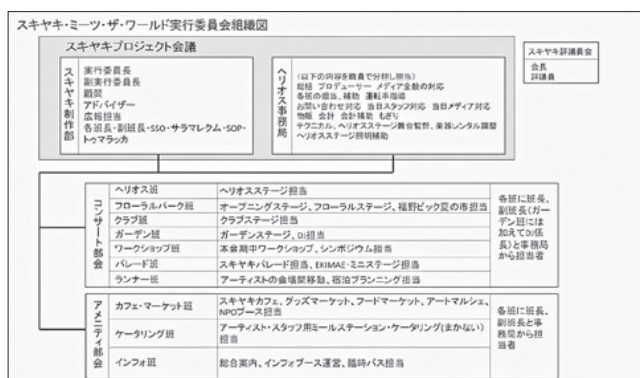 スキヤキ・ミーツ・ザ・ワールド実行委員会組織図
スキヤキプロジェクト会議
スキヤキ制作部
実行委員長
副実行委員長
顧問
アドバイザー
広報担当
各班長・副班長・SSO・サラマレクム・SOP・
トゥマラッカ
ヘリオス事務局
(以下の内容を職員で分担し担当)
総括 プロデューサー メディア全般の対応
各班の担当、補助 運転手指導
お問い合わせ対応 当日スタッフ対応 当日メディア対応
物販 会計 会計補助 もぎり
テクニカル、ヘリオスステージ舞台監督、楽器レンタル調整
ヘリオスステージ照明補助
スキヤキ評議員会
会長
評議員
コンサート部会
ヘリオス班 ヘリオスステージ担当
フローラルパーク班 オープニングステージ、フローラルステージ、福野ビック夏の市担当
クラブ班 クラブステージ担当
ガーデン班 ガーデンステージ、DJ担当
ワークショップ班 本会期中ワークショップ、シンポジウム担当
パレード班 スキヤキパレード担当、EKIMAE・ミニステージ担当
ランナー班 アーティストの会場間移動、宿泊プランニング担当
各班に班長、
副班長(ガー
デン班には
加えてDJ係
長)と事務局
から担当者
アメニティ部会
カフェ・マーケット班 スキヤキカフェ、グッズマーケット、フードマーケット、アートマルシェ、
NPOブース担当
ケータリング班 アーティスト・スタッフ用ミールステーション・ケータリング(まかない)
担当
インフォ班 総合案内、インフォブース運営、臨時バス担当
各班に班長、
副班長と事
務局から担
当者